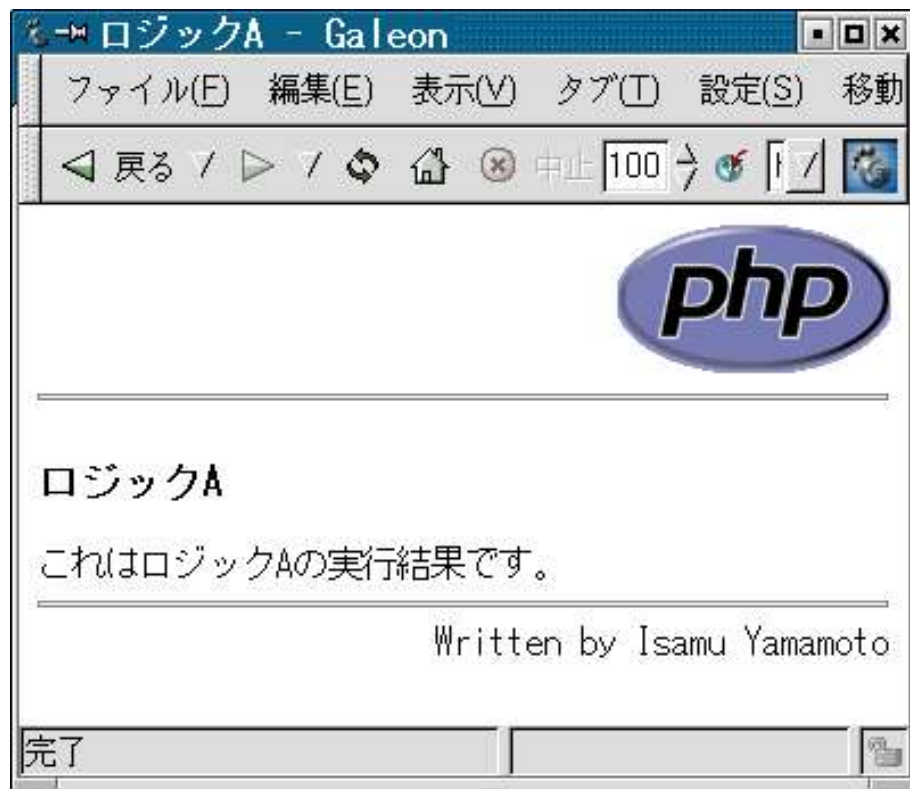 ロジックA - Galeon
ファイル(F) 編集(E) 表示(V) タブ(T) 設定(S) 移動
戻る 中止 100
php
ロジックA
これはロジックAの実行結果です。
Written by Isamu Yamamoto
完了